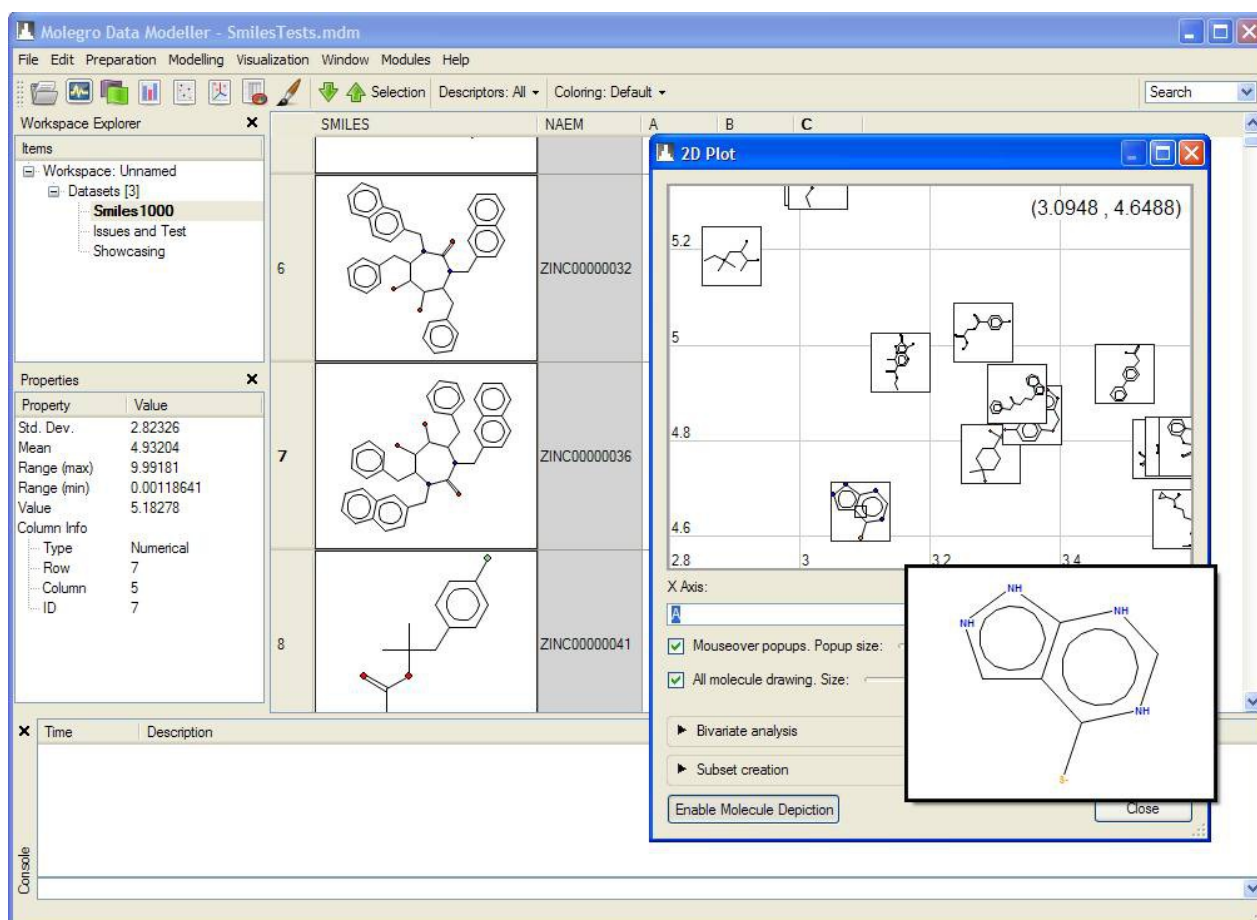 Molegro Data Modeller - SmilesTests.mdm
File Edit Preparation Modelling Visualization Window Modules Help
Selection Descriptors: All Coloring: Default Search
Workspace Explorer
Items
Workspace: Unnamed
Datasets [3]
Smiles1000
Issues and Test
Showcasing
Properties
Property Value
Std. Dev. 2.82326
Mean 4.93204
Range (max) 9.99181
Range (min) 0.00118641
Value 5.18278
Column Info
Type Numerical
Row 7
Column 5
ID 7
SMILES NAEM A B C
6 ZINC00000032
7 ZINC00000036
8 ZINC00000041
2D Plot
(3.0948 , 4.6488)
5.2
5
4.8
4.6
2.8 3 3.2 3.4
X Axis:
A
Mouseover popups. Popup size:
All molecule drawing. Size:
Bivariate analysis
Subset creation
Enable Molecule Depiction
Close
NH
NH
NH
NH
Time Description
Console